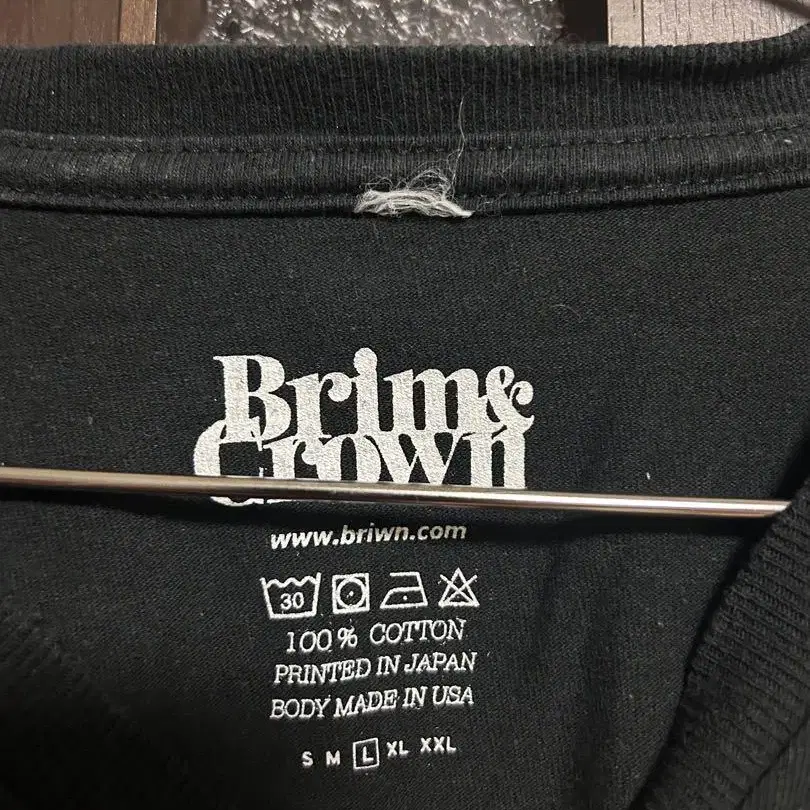 Brim&
Crown
www.briwn.com
30
100% COTTON
PRINTED IN JAPAN
BODY MADE IN USA
S M L XL XXL